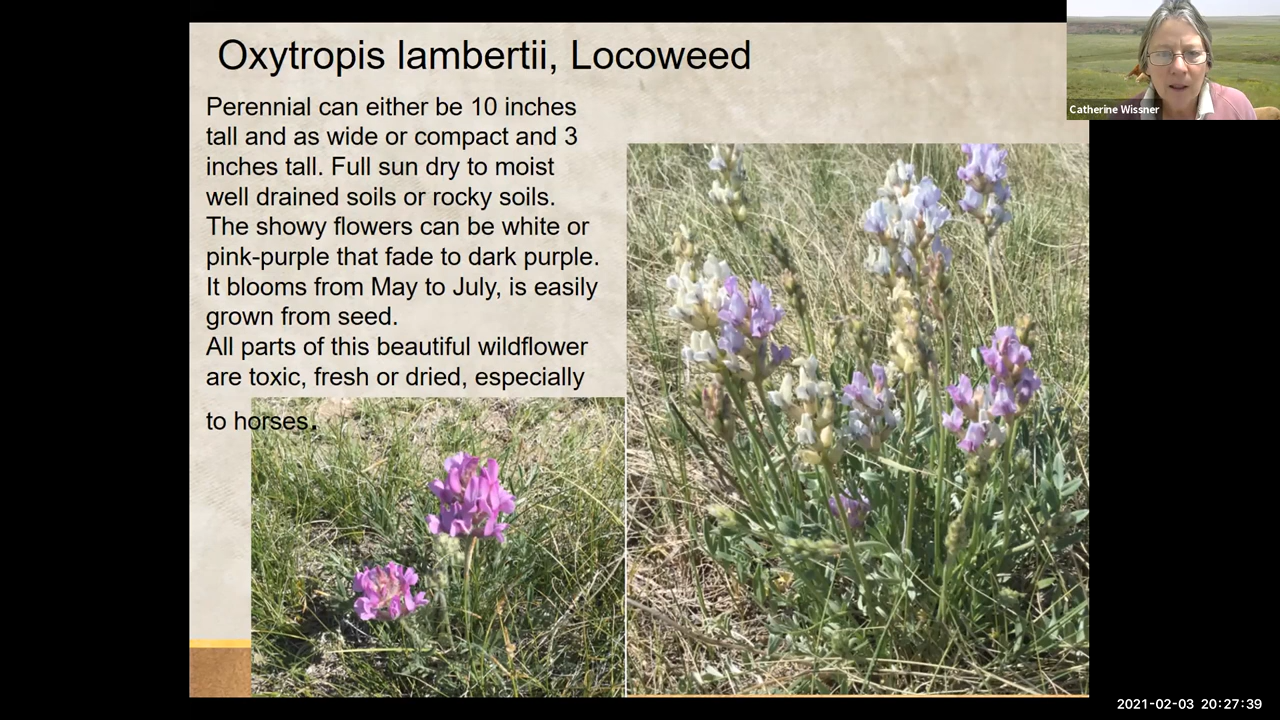 Oxytropis lambertii, Locoweed
Perennial can either be 10 inches
tall and as wide or compact and 3
inches tall. Full sun dry to moist
well drained soils or rocky soils.
The showy flowers can be white or
pink-purple that fade to dark purple.
It blooms from May to July, is easily
grown from seed.
All parts of this beautiful wildflower
are toxic, fresh or dried, especially
to horses.
Catherine Wissner
2021-02-03 20:27:39